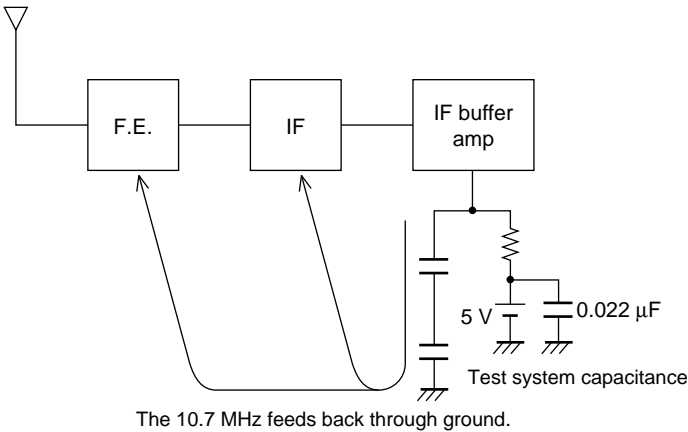 F.E.
IF
IF buffer
amp
5 V
0.022 µF
Test system capacitance
The 10.7 MHz feeds back through ground.